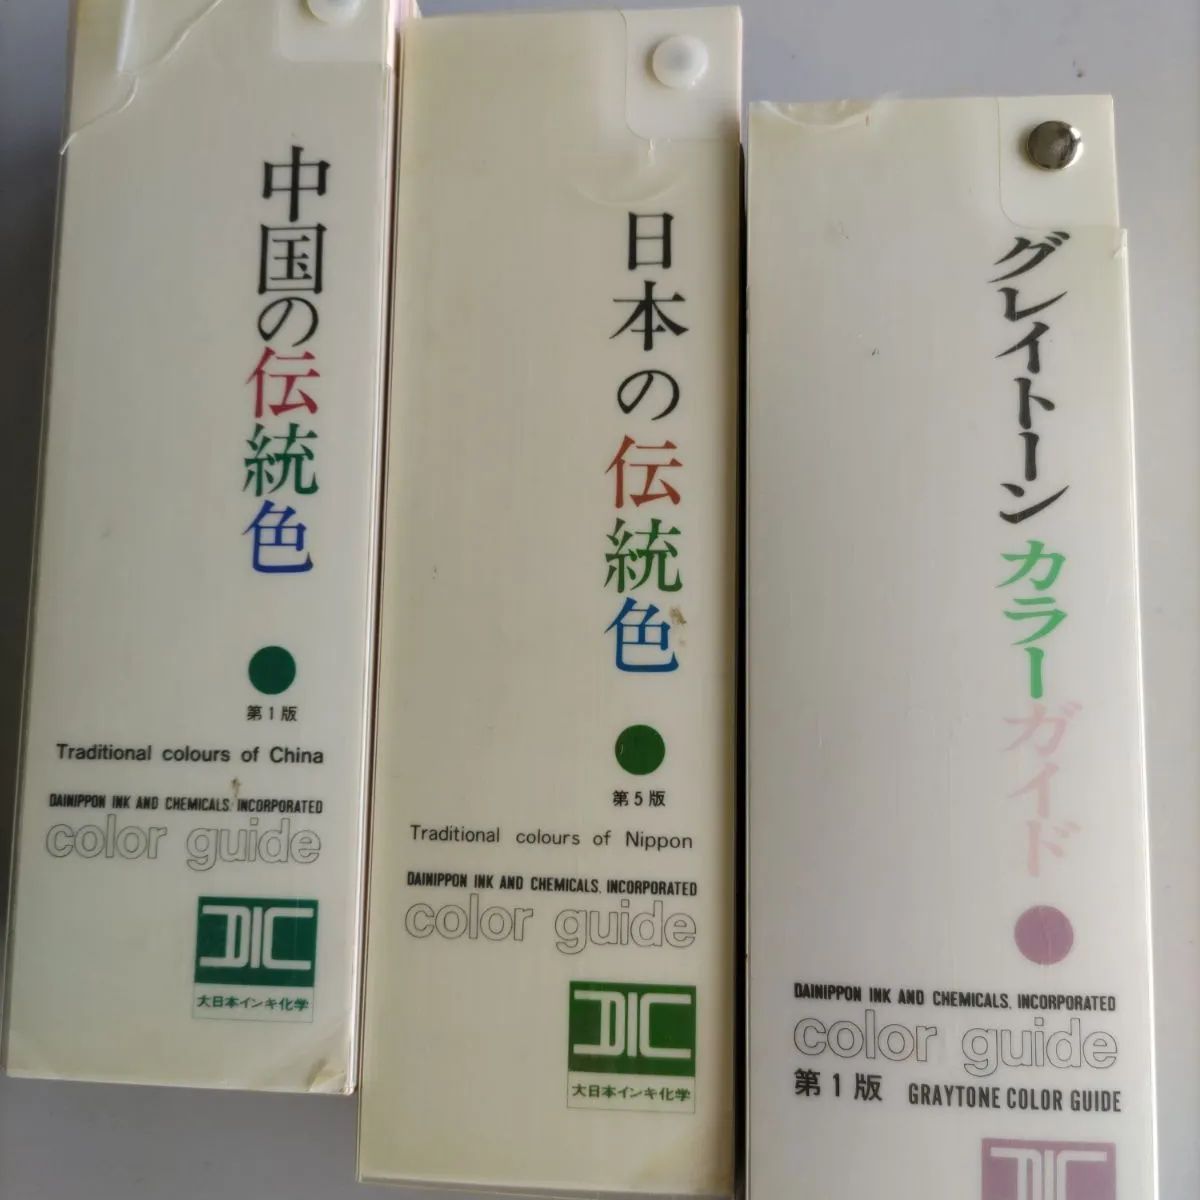 中国の伝統色
第1版
Traditional colours of China
DAINIPPON INK AND CHEMICALS, INCORPORATED
color guide
DIC
大日本インキ化学
日本の伝統色
第5版
Traditional colours of Nippon
DAINIPPON INK AND CHEMICALS, INCORPORATED
color guide
DIC
大日本インキ化学
グレイトーンカラーガイド
DAINIPPON INK AND CHEMICALS, INCORPORATED
color guide
第1版 GRAYTONE COLOR GUIDE
DIC